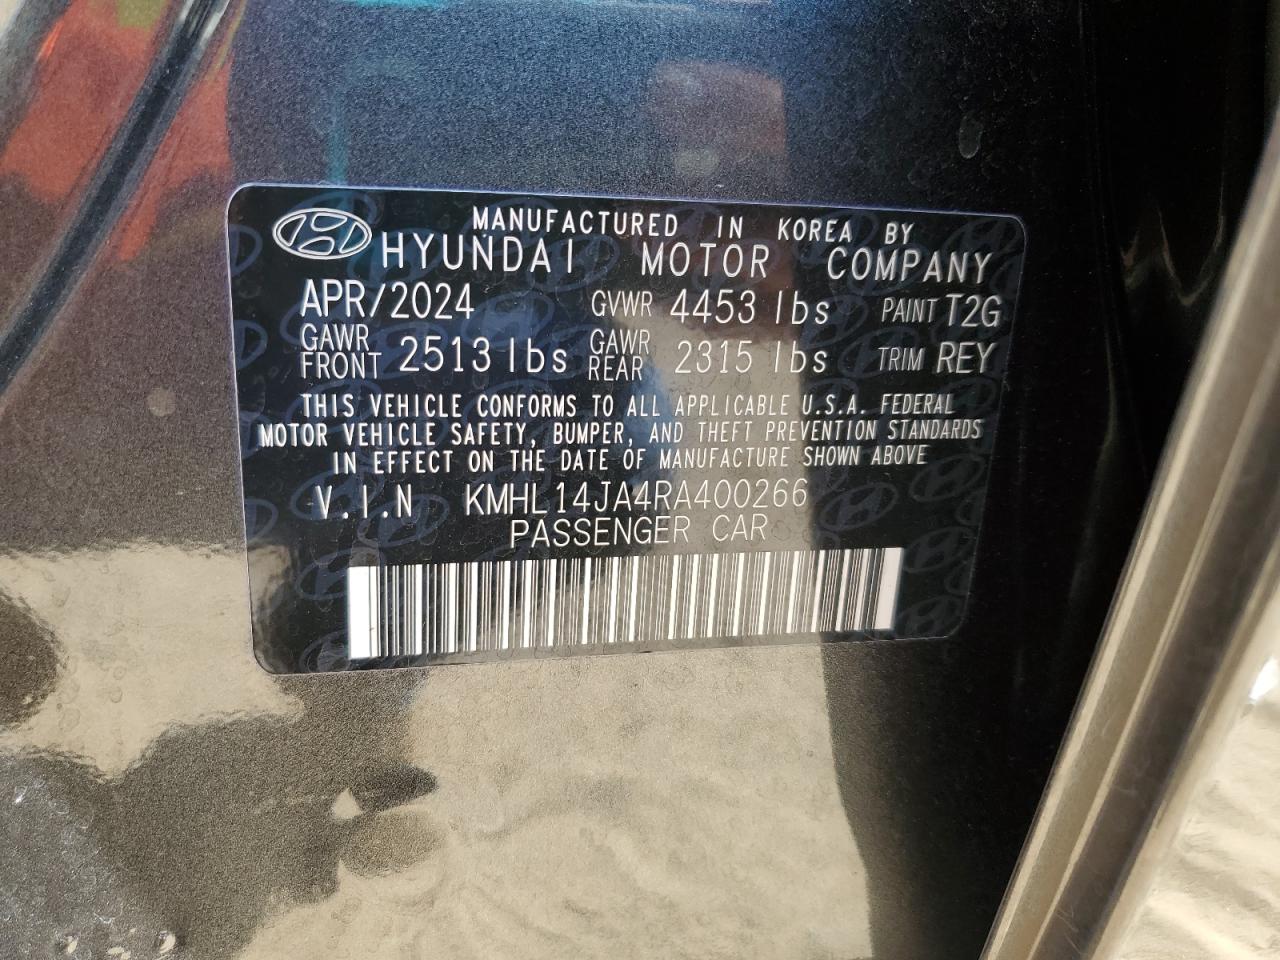 MANUFACTURED IN KOREA BY
HYUNDAI MOTOR COMPANY
APR/2024 GVWR 4453 lbs PAINT T2G
GAWR FRONT 2513 lbs GAWR REAR 2315 lbs TRIM REY
THIS VEHICLE CONFORMS TO ALL APPLICABLE U.S.A. FEDERAL
MOTOR VEHICLE SAFETY, BUMPER, AND THEFT PREVENTION STANDARDS
IN EFFECT ON THE DATE OF MANUFACTURE SHOWN ABOVE
V.I.N KMHL14JA4RA400266
PASSENGER CAR